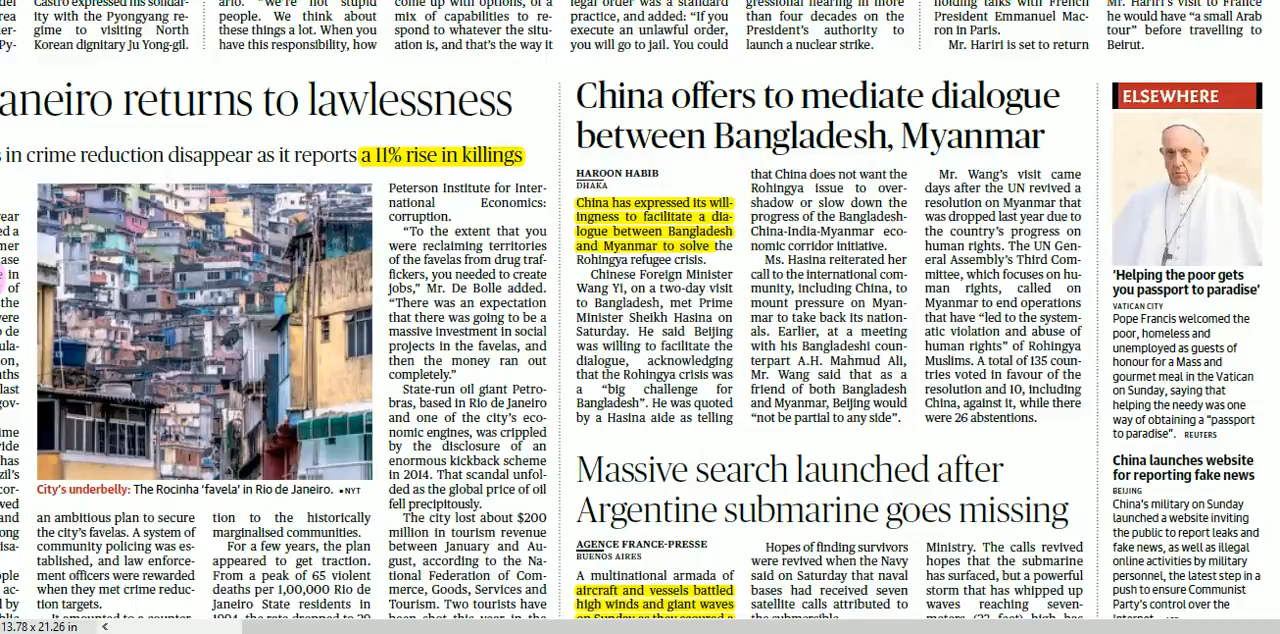 Castro expressed his solidar-
ity with the Pyongyang re-
gime to visiting North
Korean dignitary Ju Yong-gil.
ario. "We're not stupid
people. We think about
these things a lot. When you
have this responsibility, how
come up with options, of a
mix of capabilities to re-
spond to whatever the situ-
ation is, and that's the way it
legal order was a standard
practice, and added: "If you
execute an unlawful order,
you will go to jail. You could
gressional hearing in more
than four decades on the
President's authority to
launch a nuclear strike.
holding talks with French
President Emmanuel Mac-
ron in Paris.
Mr. Hariri is set to return
Mr. Hariri's visit to France
he would have "a small Arab
tour" before travelling to
Beirut.
aneiro returns to lawlessness
in crime reduction disappear as it reports a 11% rise in killings
City's underbelly: The Rocinha 'favela' in Rio de Janeiro. • NYT
an ambitious plan to secure
the city's favelas. A system of
community policing was es-
tablished, and law enforce-
ment officers were rewarded
when they met crime reduc-
tion targets.
It amounted to a counter-
tion to the historically
marginalised communities.
For a few years, the plan
appeared to get traction.
From a peak of 65 violent
deaths per 1,00,000 Rio de
Janeiro State residents in
1994, the rate dropped to 29
Peterson Institute for Inter-
national Economics:
corruption.
"To the extent that you
were reclaiming territories
of the favelas from drug traf-
fickers, you needed to create
jobs," Mr. De Bolle added.
"There was an expectation
that there was going to be a
massive investment in social
projects in the favelas, and
then the money ran out
completely."
State-run oil giant Petro-
bras, based in Rio de Janeiro
and one of the city's eco-
nomic engines, was crippled
by the disclosure of an
enormous kickback scheme
in 2014. That scandal unfol-
ded as the global price of oil
fell precipitously.
The city lost about $200
million in tourism revenue
between January and Au-
gust, according to the Na-
tional Federation of Com-
merce, Goods, Services and
Tourism. Two tourists have
been shot this year in the
China offers to mediate dialogue
between Bangladesh, Myanmar
HAROON HABIB
DHAKA
China has expressed its will-
ingness to facilitate a dia-
logue between Bangladesh
and Myanmar to solve the
Rohingya refugee crisis.
Chinese Foreign Minister
Wang Yi, on a two-day visit
to Bangladesh, met Prime
Minister Sheikh Hasina on
Saturday. He said Beijing
was willing to facilitate the
dialogue, acknowledging
that the Rohingya crisis was
a "big challenge for
Bangladesh". He was quoted
by a Hasina aide as telling
that China does not want the
Rohingya issue to over-
shadow or slow down the
progress of the Bangladesh-
China-India-Myanmar eco-
nomic corridor initiative.
Ms. Hasina reiterated her
call to the international com-
munity, including China, to
mount pressure on Myan-
mar to take back its nation-
als. Earlier, at a meeting
with his Bangladeshi coun-
terpart A.H. Mahmud Ali,
Mr. Wang said that as a
friend of both Bangladesh
and Myanmar, Beijing would
"not be partial to any side".
Mr. Wang's visit came
days after the UN revived a
resolution on Myanmar that
was dropped last year due to
the country's progress on
human rights. The UN Gen-
eral Assembly's Third Com-
mittee, which focuses on hu-
man rights, called on
Myanmar to end operations
that have "led to the system-
atic violation and abuse of
human rights" of Rohingya
Muslims. A total of 135 coun-
tries voted in favour of the
resolution and 10, including
China, against it, while there
were 26 abstentions.
Massive search launched after
Argentine submarine goes missing
AGENCE FRANCE-PRESSE
BUENOS AIRES
A multinational armada of
aircraft and vessels battled
high winds and giant waves
on Sunday as they scoured a
Hopes of finding survivors
were revived when the Navy
said on Saturday that naval
bases had received seven
satellite calls attributed to
the submarine.
Ministry. The calls revived
hopes that the submarine
has surfaced, but a powerful
storm that has whipped up
waves reaching seven-
metres (23 feet) high has
ELSEWHERE
'Helping the poor gets
you passport to paradise'
VATICAN CITY
Pope Francis welcomed the
poor, homeless and
unemployed as guests of
honour for a Mass and
gourmet meal in the Vatican
on Sunday, saying that
helping the needy was one
way of obtaining a "passport
to paradise". REUTERS
China launches website
for reporting fake news
BEIJING
China's military on Sunday
launched a website inviting
the public to report leaks and
fake news, as well as illegal
online activities by military
personnel, the latest step in a
push to ensure Communist
Party's control over the
13.78 x 21.26 in